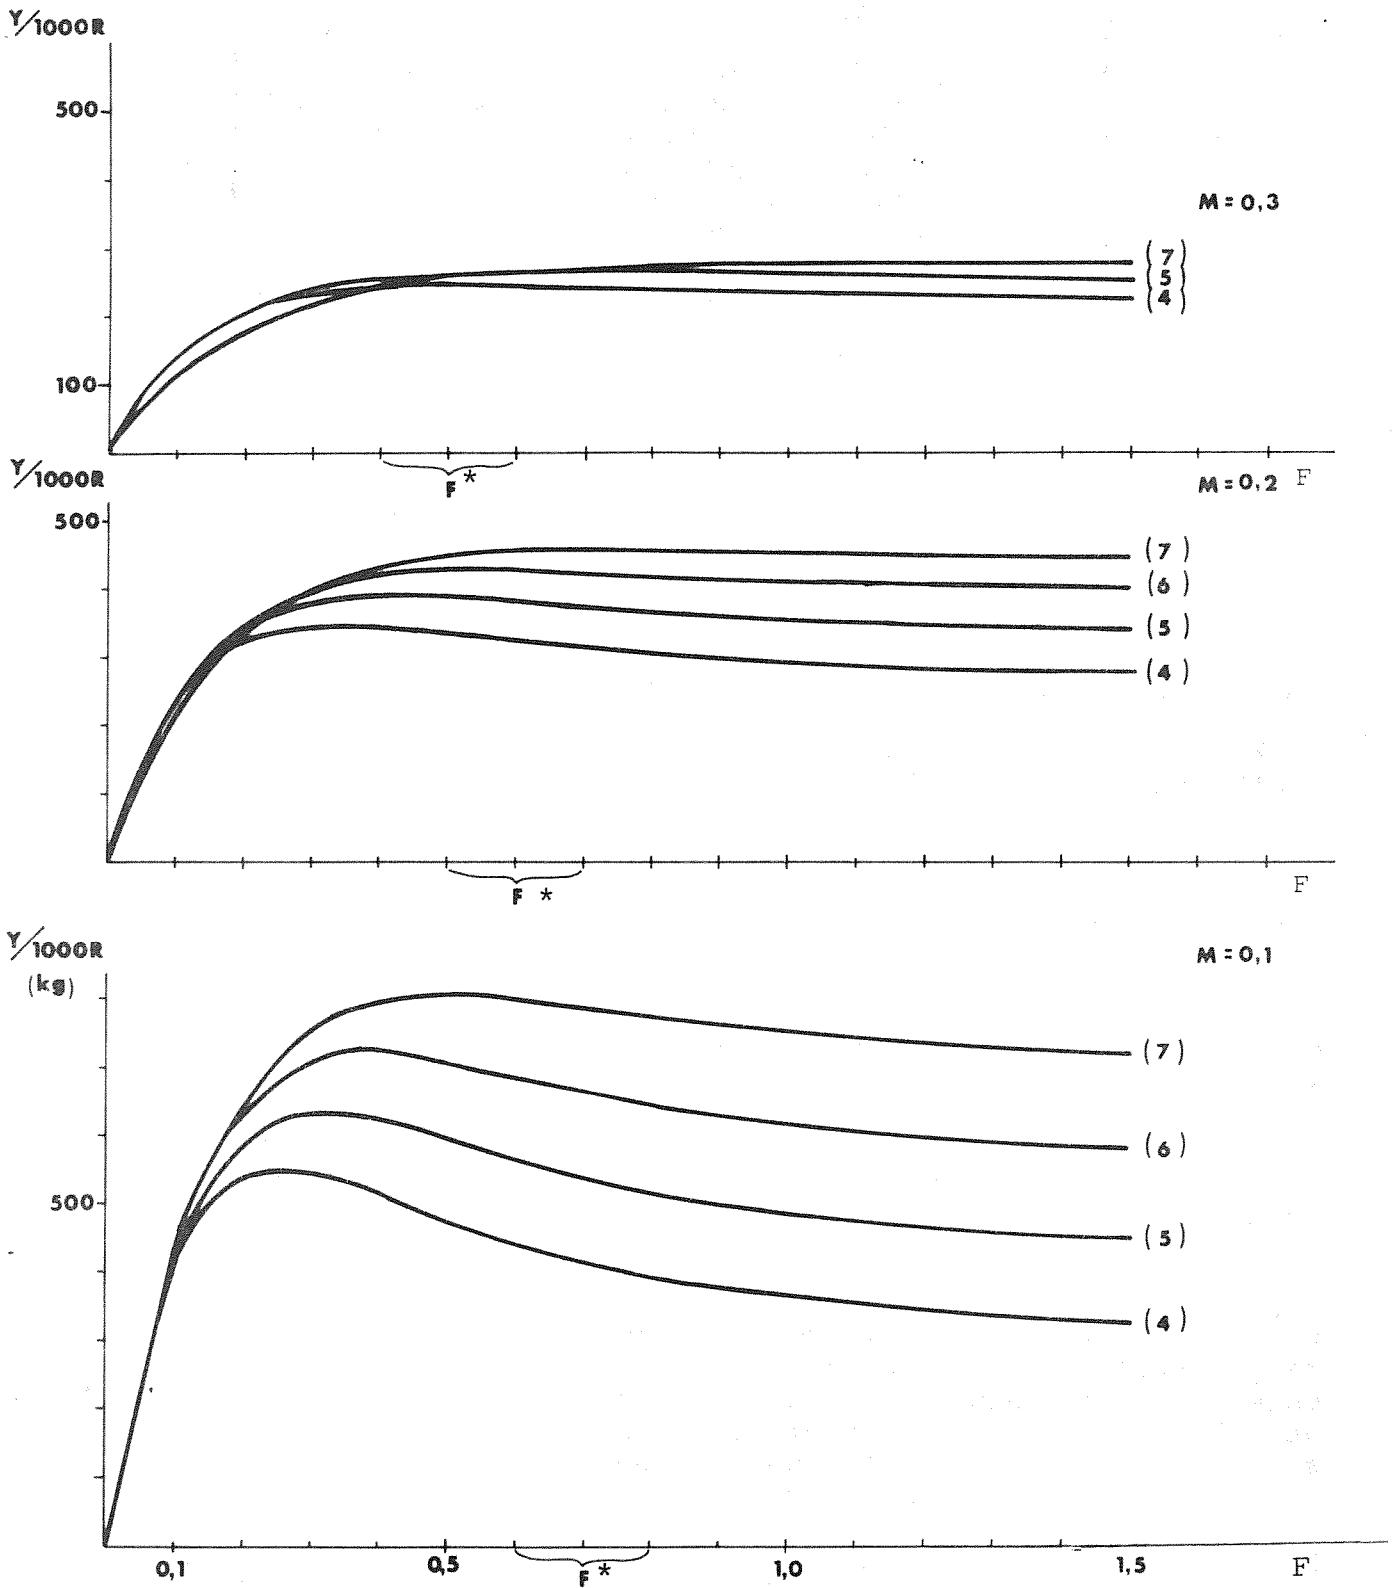 Y/1000R
500
M = 0,3
(7)
(5)
(4)
100
F *
F
Y/1000R
M = 0,2
500
(7)
(6)
(5)
(4)
F *
F
Y/1000R
(kg)
M = 0,1
(7)
(6)
500
(5)
(4)
0,1
0,5
F *
1,0
1,5
F